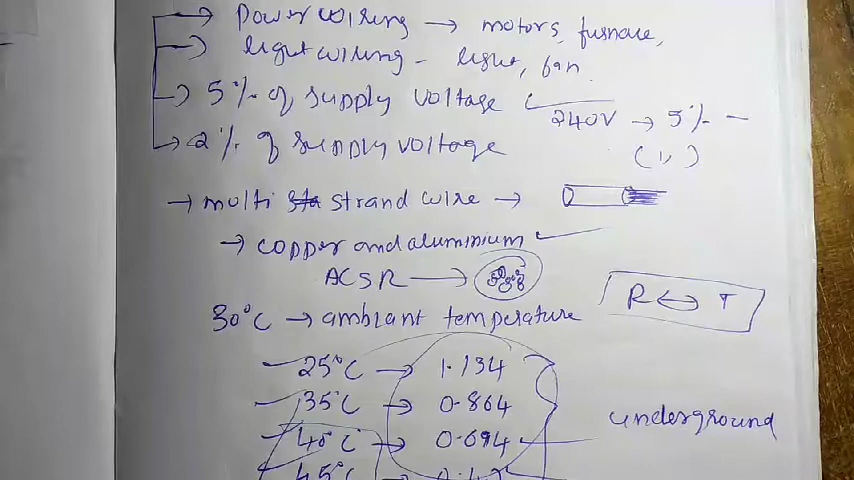 → power wiring → motors, furnace,
→ light wiring - light, fan
→ 5% of supply voltage
240V → 5% -
→ 2% of supply voltage
→ multi strand wire →
→ copper and aluminium
ACSR →
R ↔ T
30°C → ambiant temperature
25°C → 1.134
35°C → 0.864
underground
40°C → 0.694
45°C →